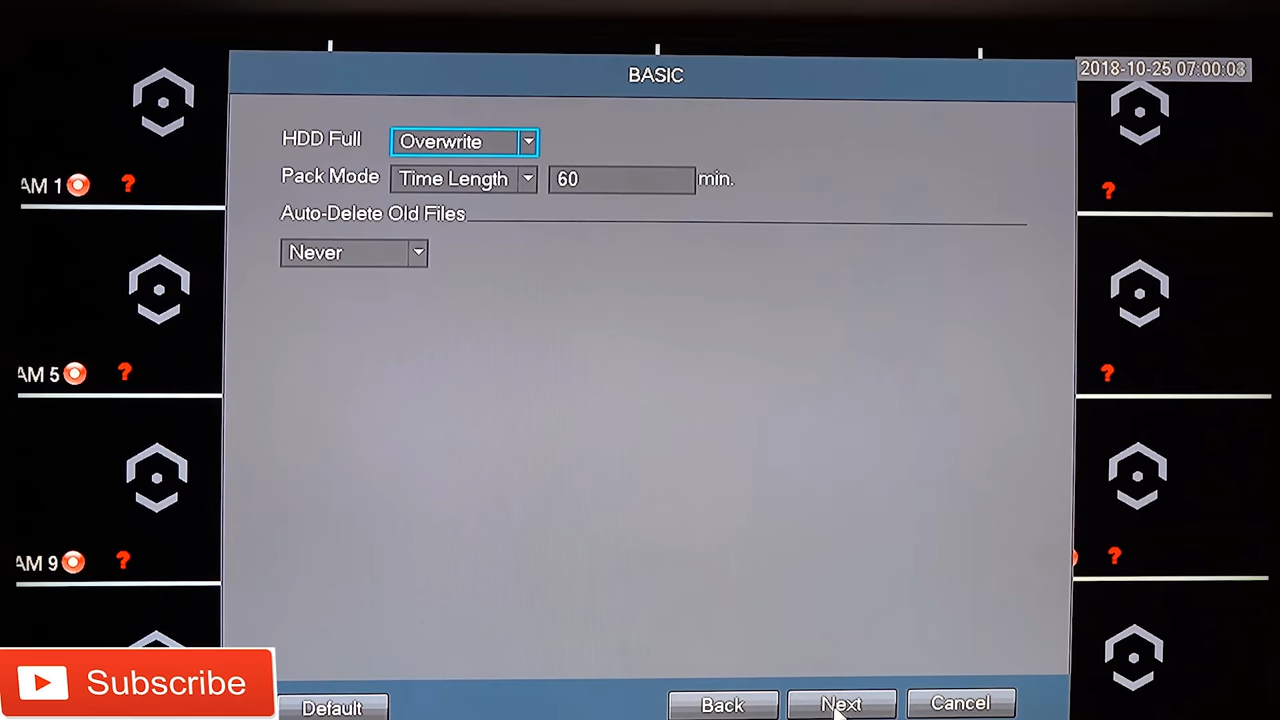 BASIC
2018-10-25 07:00:03
HDD Full Overwrite
Pack Mode Time Length 60 min.
Auto-Delete Old Files
Never
AM 1 ? ?
AM 5 ? ?
AM 9 ? ?
Subscribe
Default Back Next Cancel